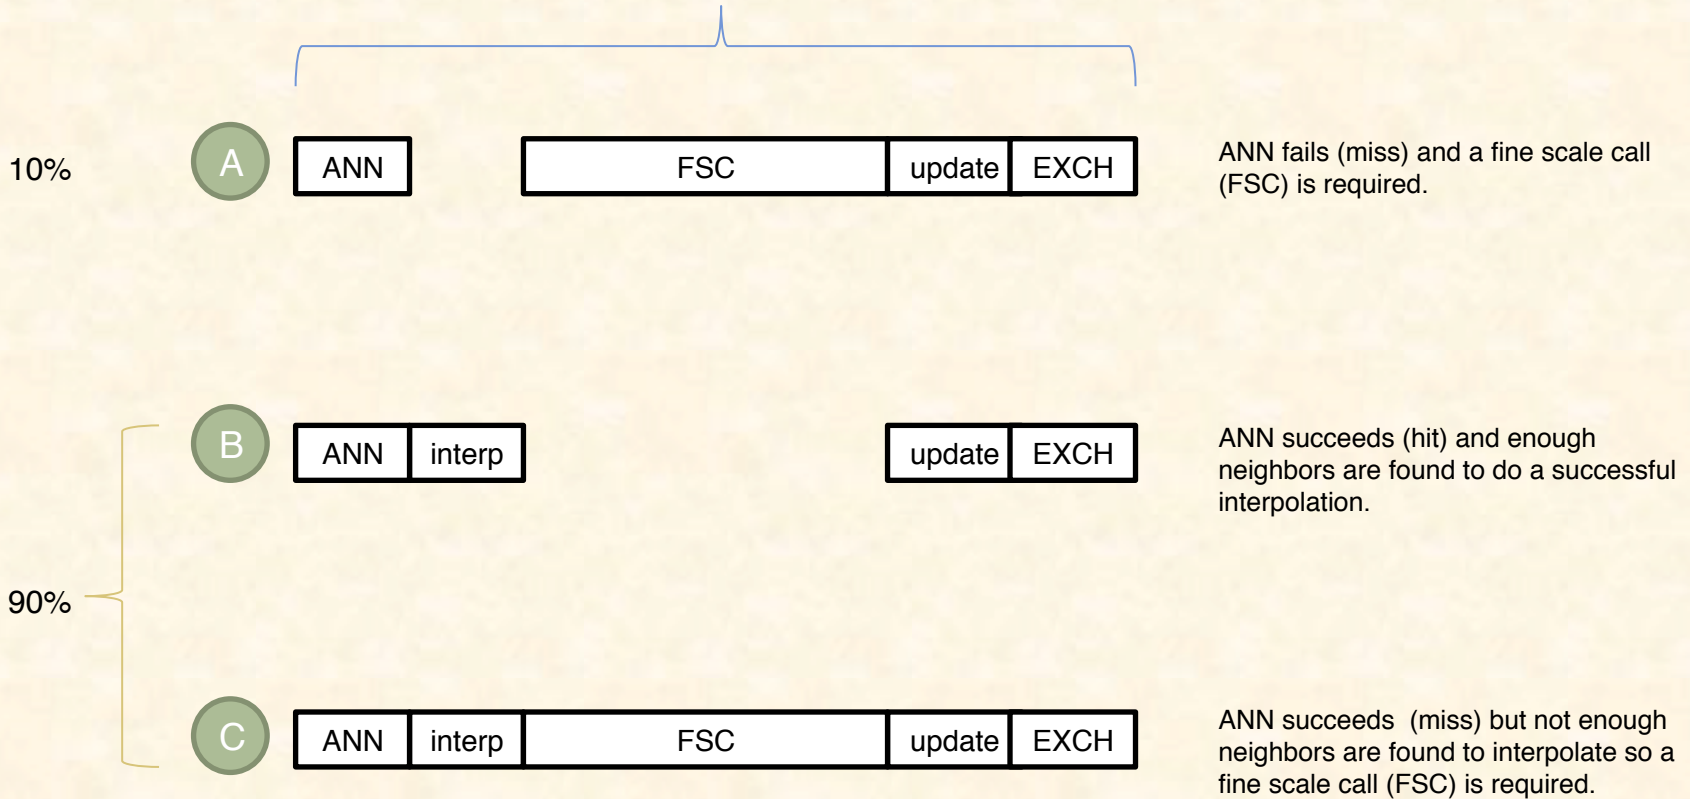 10%
A
ANN
FSC
update
EXCH
ANN fails (miss) and a fine scale call
(FSC) is required.
B
ANN
interp
update
EXCH
ANN succeeds (hit) and enough
neighbors are found to do a successful
interpolation.
90%
C
ANN
interp
FSC
update
EXCH
ANN succeeds (miss) but not enough
neighbors are found to interpolate so a
fine scale call (FSC) is required.